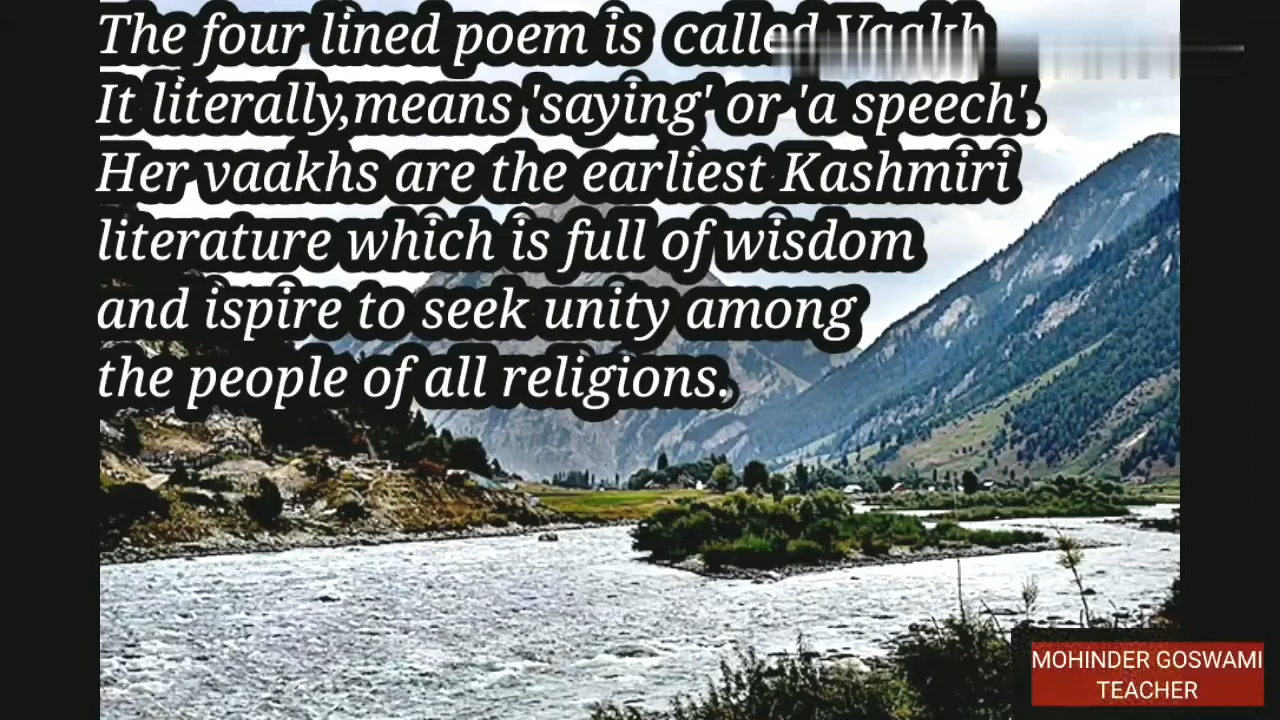 The four lined poem is called Vaakh
It literally,means 'saying' or 'a speech'.
Her vaakhs are the earliest Kashmiri
literature which is full of wisdom
and ispire to seek unity among
the people of all religions.
MOHINDER GOSWAMI
TEACHER